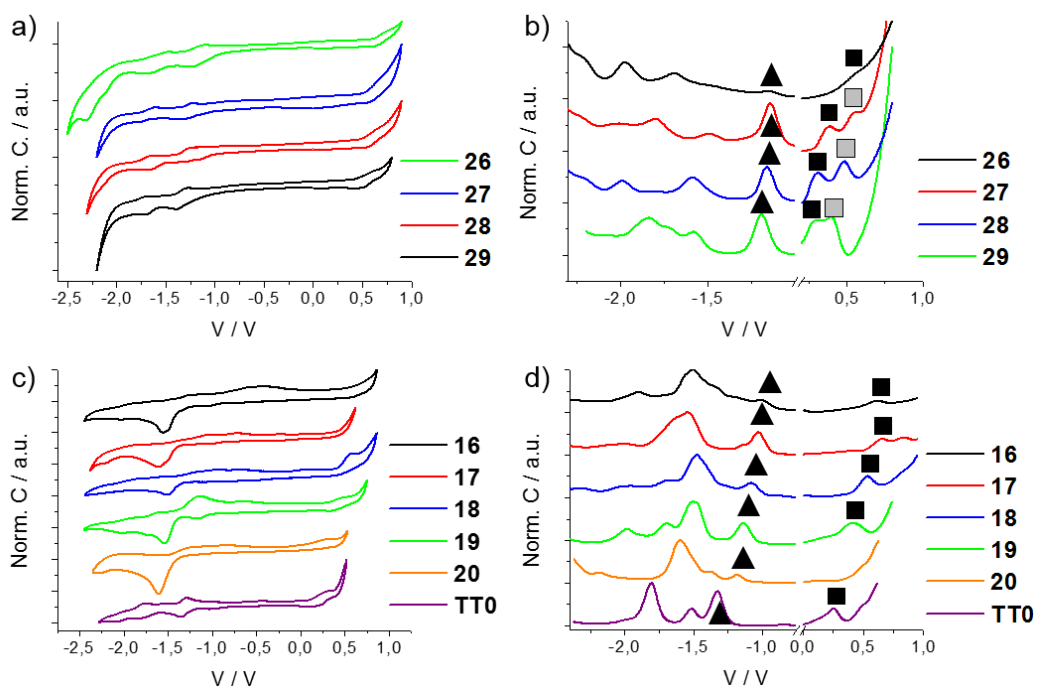 a)
Norm. C. / a.u.
26
27
28
29
-2,5 -2,0 -1,5 -1,0 -0,5 0,0 0,5 1,0
V / V
b)
Norm. C / a.u.
26
27
28
29
-2,0 -1,5 0,5 1,0
V / V
c)
Norm. C / a.u.
16
17
18
19
20
TT0
-2,5 -2,0 -1,5 -1,0 -0,5 0,0 0,5 1,0
V / V
d)
Norm. C / a.u.
16
17
18
19
20
TT0
-2,0 -1,5 -1,0 0,0 0,5 1,0
V / V